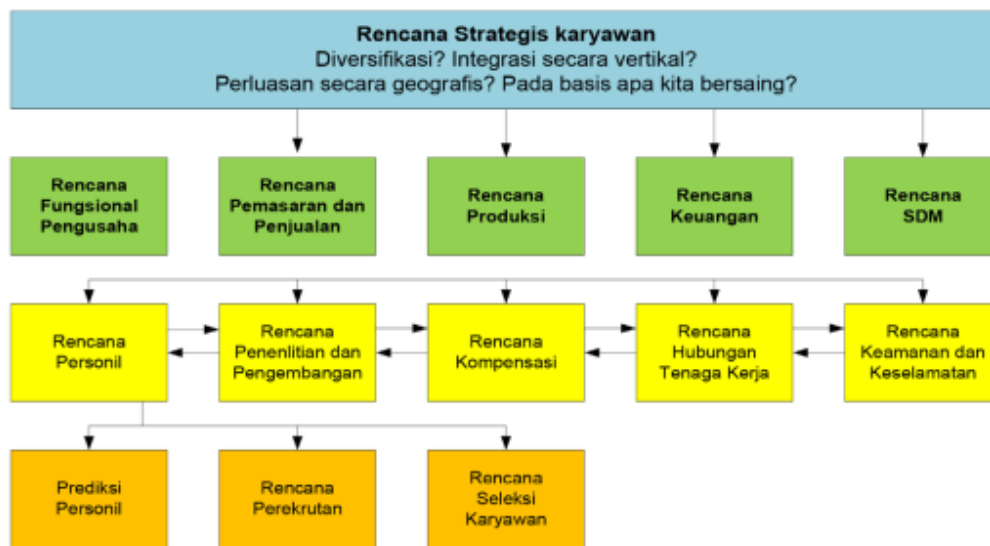 Rencana Strategis karyawan
Diversifikasi? Integrasi secara vertikal?
Perluasan secara geografis? Pada basis apa kita bersaing?
Rencana
Fungsional
Pengusaha
Rencana
Pemasaran dan
Penjualan
Rencana
Produksi
Rencana
Keuangan
Rencana
SDM
Rencana
Personil
Rencana
Penenlitian dan
Pengembangan
Rencana
Kompensasi
Rencana
Hubungan
Tenaga Kerja
Rencana
Keamanan dan
Keselamatan
Prediksi
Personil
Rencana
Perekrutan
Rencana
Seleksi
Karyawan